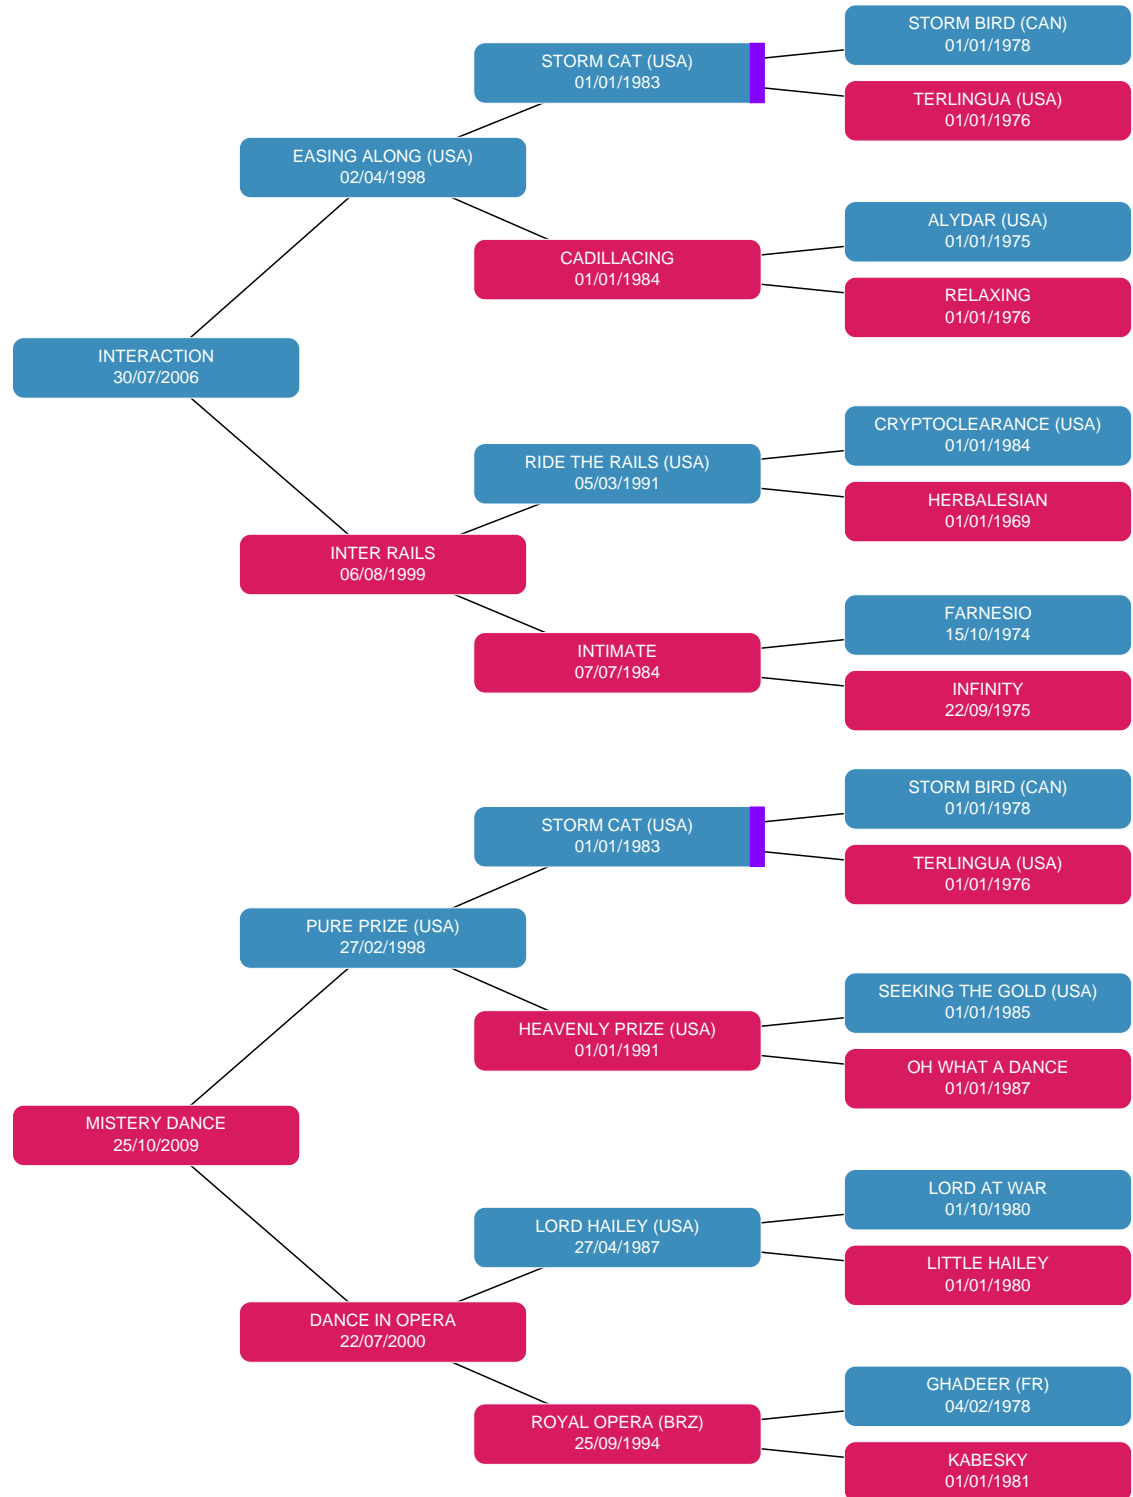 STORM BIRD (CAN)
01/01/1978
STORM CAT (USA)
01/01/1983
TERLINGUA (USA)
01/01/1976
EASING ALONG (USA)
02/04/1998
ALYDAR (USA)
01/01/1975
CADILLACING
01/01/1984
RELAXING
01/01/1976
INTERACTION
30/07/2006
CRYPTOCLEARANCE (USA)
01/01/1984
RIDE THE RAILS (USA)
05/03/1991
HERBALESIAN
01/01/1969
INTER RAILS
06/08/1999
FARNESIO
15/10/1974
INTIMATE
07/07/1984
INFINITY
22/09/1975
STORM BIRD (CAN)
01/01/1978
STORM CAT (USA)
01/01/1983
TERLINGUA (USA)
01/01/1976
PURE PRIZE (USA)
27/02/1998
SEEKING THE GOLD (USA)
01/01/1985
HEAVENLY PRIZE (USA)
01/01/1991
OH WHAT A DANCE
01/01/1987
MISTERY DANCE
25/10/2009
LORD AT WAR
01/10/1980
LORD HAILEY (USA)
27/04/1987
LITTLE HAILEY
01/01/1980
DANCE IN OPERA
22/07/2000
GHADEER (FR)
04/02/1978
ROYAL OPERA (BRZ)
25/09/1994
KABESKY
01/01/1981